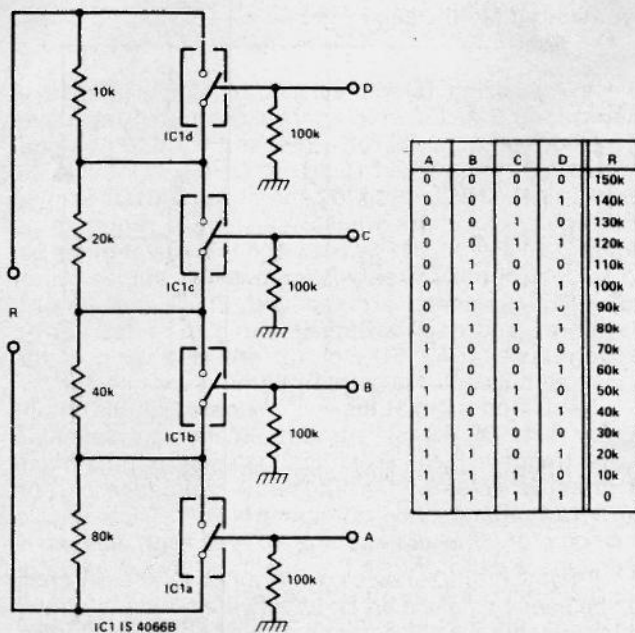 10k
D
IC1d
100k
20k
C
IC1c
100k
R
40k
B
IC1b
100k
80k
A
IC1a
100k
IC1 IS 4066B
A B C D R
0 0 0 0 150k
0 0 0 1 140k
0 0 1 0 130k
0 0 1 1 120k
0 1 0 110k
0 1 0 100k
0 1 1 0 90k
0 1 1 1 80k
1 0 0 0 70k
1 0 0 1 60k
1 0 1 50k
1 0 1 1 40k
1 1 0 0 30k
1 1 0 1 20k
1 1 1 0 10k
1 1 1 1 0